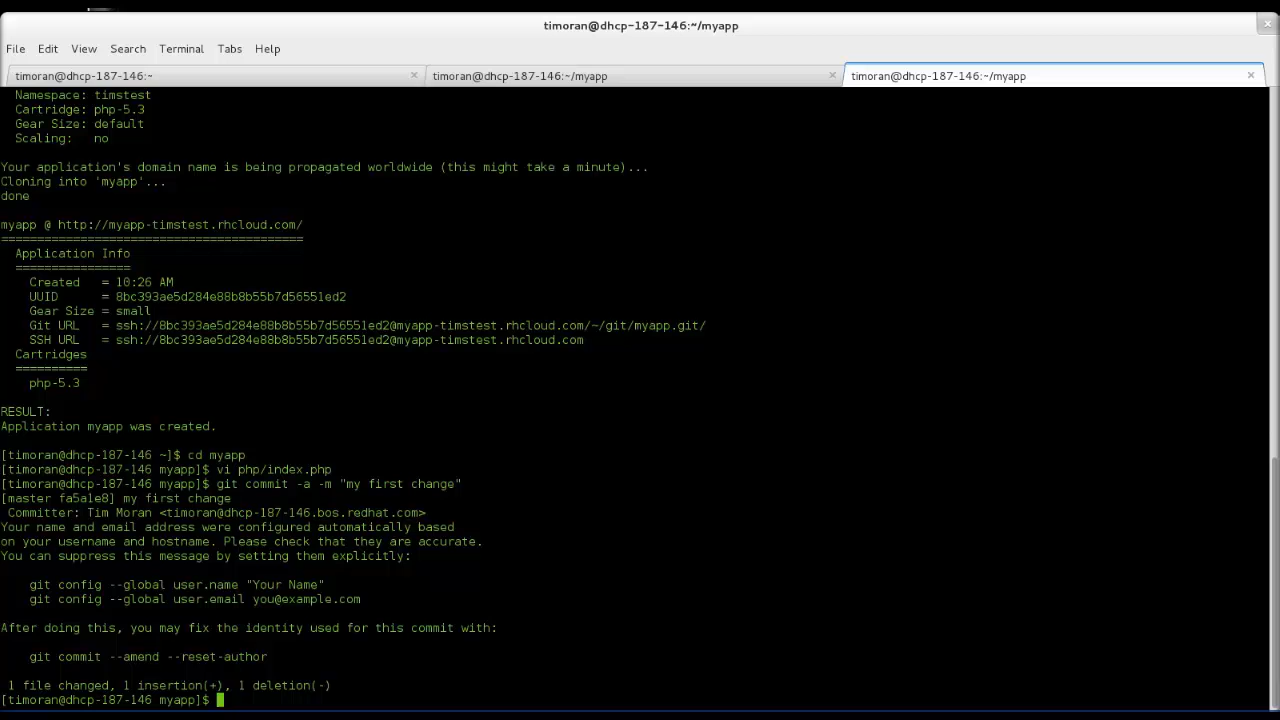 timoran@dhcp-187-146:~/myapp
File Edit View Search Terminal Tabs Help
timoran@dhcp-187-146:~ timoran@dhcp-187-146:~/myapp timoran@dhcp-187-146:~/myapp
Namespace: timstest
Cartridge: php-5.3
Gear Size: default
Scaling: no
Your application's domain name is being propagated worldwide (this might take a minute)...
Cloning into 'myapp'...
done
myapp @ http://myapp-timstest.rhcloud.com/
==========================================
Application Info
================
Created = 10:26 AM
UUID = 8bc393ae5d284e88b8b55b7d56551ed2
Gear Size = small
Git URL = ssh://8bc393ae5d284e88b8b55b7d56551ed2@myapp-timstest.rhcloud.com/~/git/myapp.git/
SSH URL = ssh://8bc393ae5d284e88b8b55b7d56551ed2@myapp-timstest.rhcloud.com
Cartridges
==========
php-5.3
RESULT:
Application myapp was created.
[timoran@dhcp-187-146 ~]$ cd myapp
[timoran@dhcp-187-146 myapp]$ vi php/index.php
[timoran@dhcp-187-146 myapp]$ git commit -a -m "my first change"
[master fa5a1e8] my first change
Committer: Tim Moran <timoran@dhcp-187-146.bos.redhat.com>
Your name and email address were configured automatically based
on your username and hostname. Please check that they are accurate.
You can suppress this message by setting them explicitly:
git config --global user.name "Your Name"
git config --global user.email you@example.com
After doing this, you may fix the identity used for this commit with:
git commit --amend --reset-author
1 file changed, 1 insertion(+), 1 deletion(-)
[timoran@dhcp-187-146 myapp]$